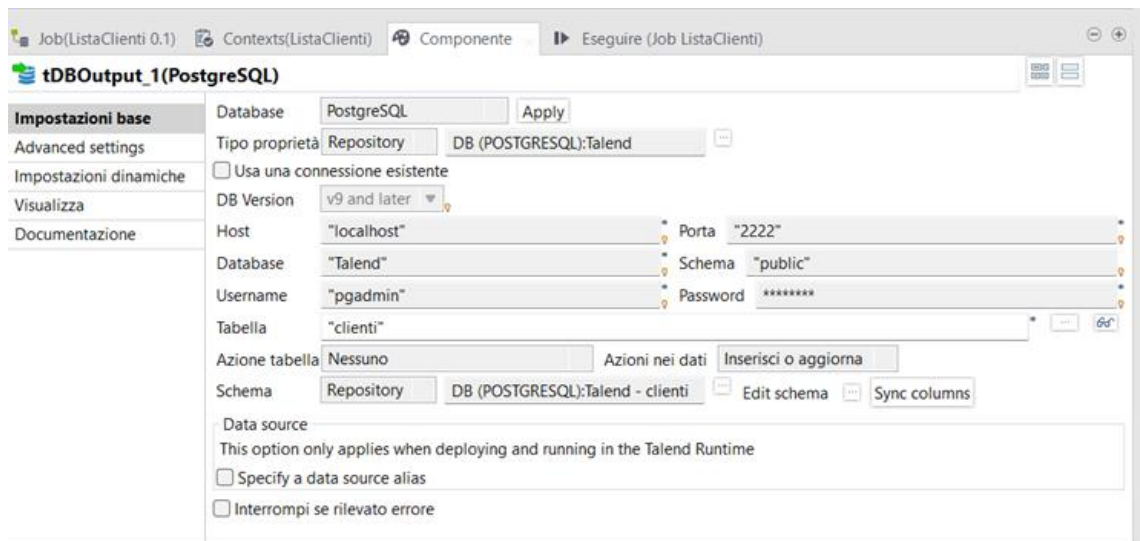 Job(ListaClienti 0.1) Contexts(ListaClienti) Componente Eseguire (Job ListaClienti)
tDBOutput_1(PostgreSQL)
Impostazioni base
Advanced settings
Impostazioni dinamiche
Visualizza
Documentazione
Database PostgreSQL Apply
Tipo proprietà Repository DB (POSTGRESQL):Talend ...
Usa una connessione esistente
DB Version v9 and later
Host "localhost" * Porta "2222" *
Database "Talend" * Schema "public"
Username "pgadmin" * Password ******** *
Tabella "clienti" * ...
Azione tabella Nessuno Azioni nei dati Inserisci o aggiorna
Schema Repository DB (POSTGRESQL):Talend - clienti ... Edit schema ... Sync columns
Data source
This option only applies when deploying and running in the Talend Runtime
Specify a data source alias
Interrompi se rilevato errore